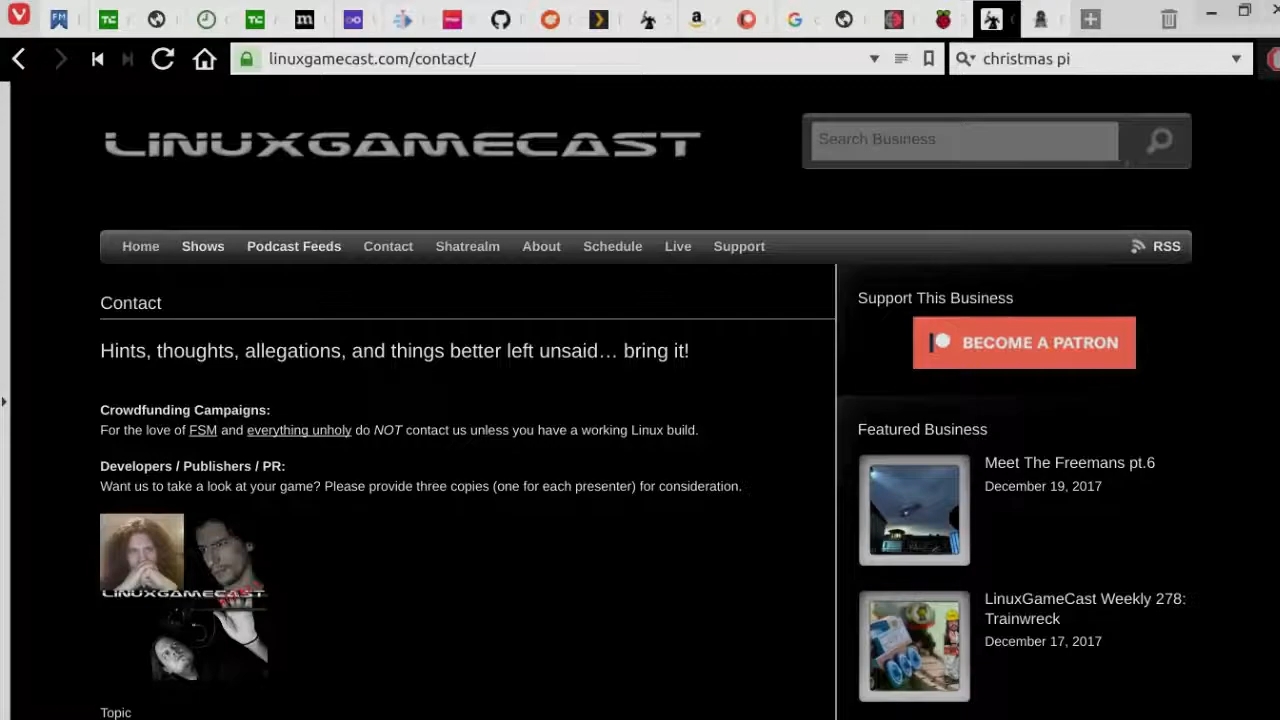 linuxgamecast.com/contact/
christmas pi
LINUXGAMECAST
Search Business
Home Shows Podcast Feeds Contact Shatrealm About Schedule Live Support RSS
Contact
Hints, thoughts, allegations, and things better left unsaid… bring it!
Crowdfunding Campaigns:
For the love of FSM and everything unholy do NOT contact us unless you have a working Linux build.
Developers / Publishers / PR:
Want us to take a look at your game? Please provide three copies (one for each presenter) for consideration.
LINUXGAMECAST
Topic
Support This Business
BECOME A PATRON
Featured Business
Meet The Freemans pt.6
December 19, 2017
LinuxGameCast Weekly 278:
Trainwreck
December 17, 2017